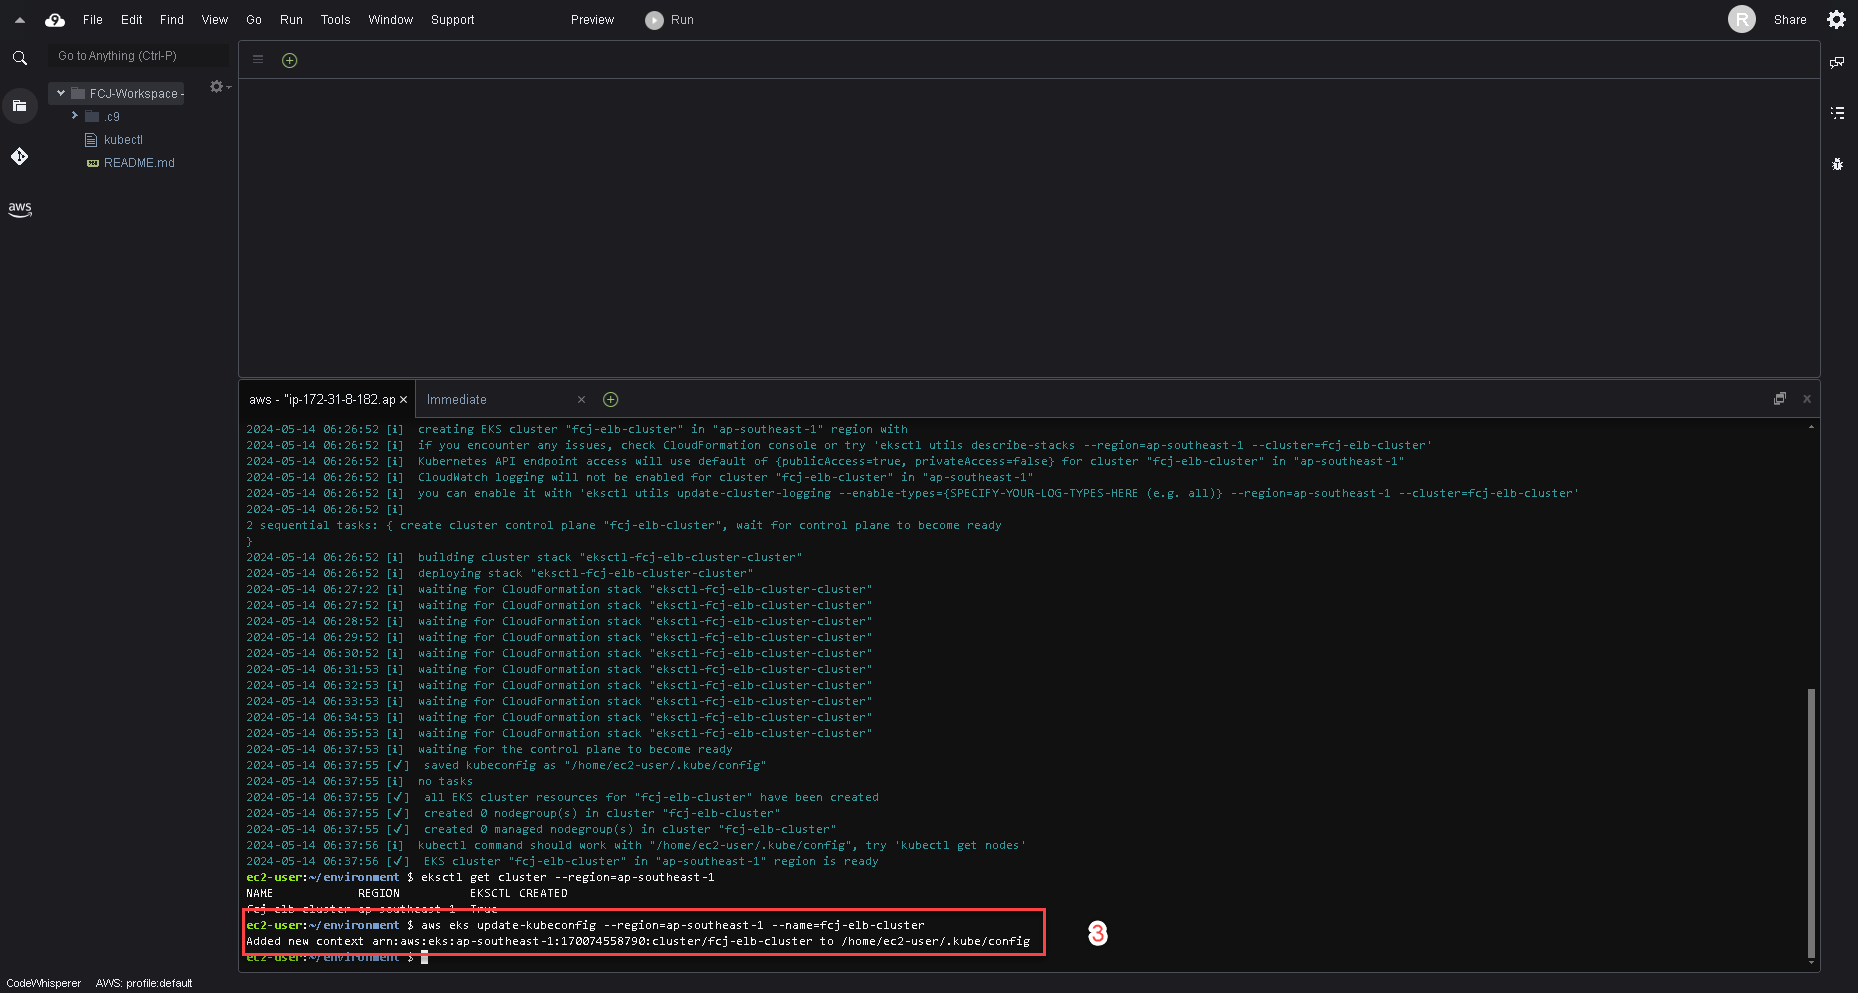 File Edit Find View Go Run Tools Window Support Preview Run R Share
Go to Anything (Ctrl-P)
FCJ-Workspace -
.c9
kubectl
README.md
aws
aws - "ip-172-31-8-182.ap × Immediate ×
2024-05-14 06:26:52 [i] creating EKS cluster "fcj-elb-cluster" in "ap-southeast-1" region with
2024-05-14 06:26:52 [i] if you encounter any issues, check CloudFormation console or try 'eksctl utils describe-stacks --region=ap-southeast-1 --cluster=fcj-elb-cluster'
2024-05-14 06:26:52 [i] Kubernetes API endpoint access will use default of {publicAccess=true, privateAccess=false} for cluster "fcj-elb-cluster" in "ap-southeast-1"
2024-05-14 06:26:52 [i] CloudWatch logging will not be enabled for cluster "fcj-elb-cluster" in "ap-southeast-1"
2024-05-14 06:26:52 [i] you can enable it with 'eksctl utils update-cluster-logging --enable-types={SPECIFY-YOUR-LOG-TYPES-HERE (e.g. all)} --region=ap-southeast-1 --cluster=fcj-elb-cluster'
2024-05-14 06:26:52 [i]
2 sequential tasks: { create cluster control plane "fcj-elb-cluster", wait for control plane to become ready
}
2024-05-14 06:26:52 [i] building cluster stack "eksctl-fcj-elb-cluster-cluster"
2024-05-14 06:26:52 [i] deploying stack "eksctl-fcj-elb-cluster-cluster"
2024-05-14 06:27:22 [i] waiting for CloudFormation stack "eksctl-fcj-elb-cluster-cluster"
2024-05-14 06:27:52 [i] waiting for CloudFormation stack "eksctl-fcj-elb-cluster-cluster"
2024-05-14 06:28:52 [i] waiting for CloudFormation stack "eksctl-fcj-elb-cluster-cluster"
2024-05-14 06:29:52 [i] waiting for CloudFormation stack "eksctl-fcj-elb-cluster-cluster"
2024-05-14 06:30:52 [i] waiting for CloudFormation stack "eksctl-fcj-elb-cluster-cluster"
2024-05-14 06:31:53 [i] waiting for CloudFormation stack "eksctl-fcj-elb-cluster-cluster"
2024-05-14 06:32:53 [i] waiting for CloudFormation stack "eksctl-fcj-elb-cluster-cluster"
2024-05-14 06:33:53 [i] waiting for CloudFormation stack "eksctl-fcj-elb-cluster-cluster"
2024-05-14 06:34:53 [i] waiting for CloudFormation stack "eksctl-fcj-elb-cluster-cluster"
2024-05-14 06:35:53 [i] waiting for CloudFormation stack "eksctl-fcj-elb-cluster-cluster"
2024-05-14 06:37:53 [i] waiting for the control plane to become ready
2024-05-14 06:37:55 [✓] saved kubeconfig as "/home/ec2-user/.kube/config"
2024-05-14 06:37:55 [i] no tasks
2024-05-14 06:37:55 [✓] all EKS cluster resources for "fcj-elb-cluster" have been created
2024-05-14 06:37:55 [✓] created 0 nodegroup(s) in cluster "fcj-elb-cluster"
2024-05-14 06:37:55 [✓] created 0 managed nodegroup(s) in cluster "fcj-elb-cluster"
2024-05-14 06:37:56 [i] kubectl command should work with "/home/ec2-user/.kube/config", try 'kubectl get nodes'
2024-05-14 06:37:56 [✓] EKS cluster "fcj-elb-cluster" in "ap-southeast-1" region is ready
ec2-user:~/environment $ eksctl get cluster --region=ap-southeast-1
NAME REGION EKSCTL CREATED
fcj-elb-cluster ap-southeast-1 True
ec2-user:~/environment $ aws eks update-kubeconfig --region=ap-southeast-1 --name=fcj-elb-cluster
Added new context arn:aws:eks:ap-southeast-1:170074558790:cluster/fcj-elb-cluster to /home/ec2-user/.kube/config
ec2-user:~/environment $
3
CodeWhisperer AWS: profile:default